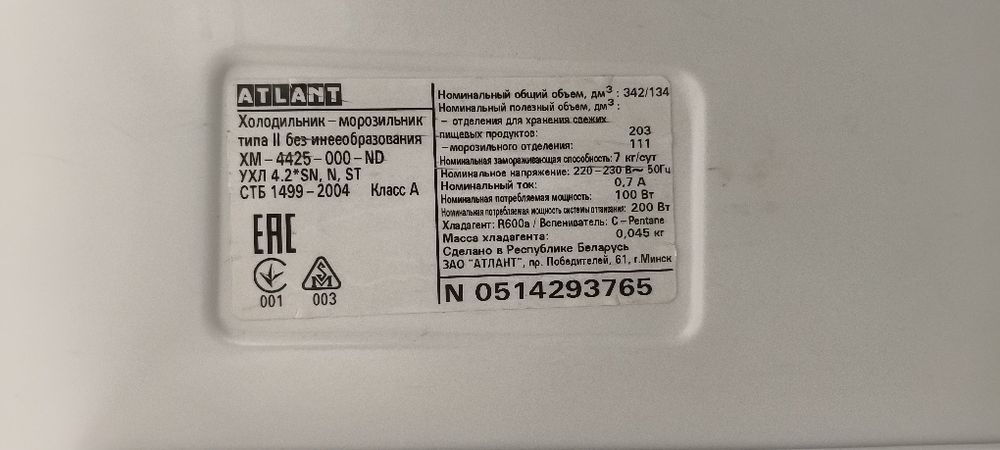 ATLANT
Холодильник – морозильник
типа II без инееобразования
ХМ – 4425 – 000 – ND
УХЛ 4.2*SN, N, ST
СТБ 1499 – 2004 Класс А
EAC
001 003
Номинальный общий объем, дм³ : 342/134
Номинальный полезный объем, дм³ :
– отделения для хранения свежих
пищевых продуктов: 203
– морозильного отделения: 111
Номинальная замораживающая способность: 7 кг/сут
Номинальное напряжение: 220 – 230 В~ 50Гц
Номинальный ток: 0,7 А
Номинальная потребляемая мощность: 100 Вт
Номинальная потребляемая мощность системы оттаивания: 200 Вт
Хладагент: R600a / Вспениватель: C – Pentane
Масса хладагента: 0,045 кг
Сделано в Республике Беларусь
ЗАО "АТЛАНТ", пр. Победителей, 61, г.Минск
N 0514293765